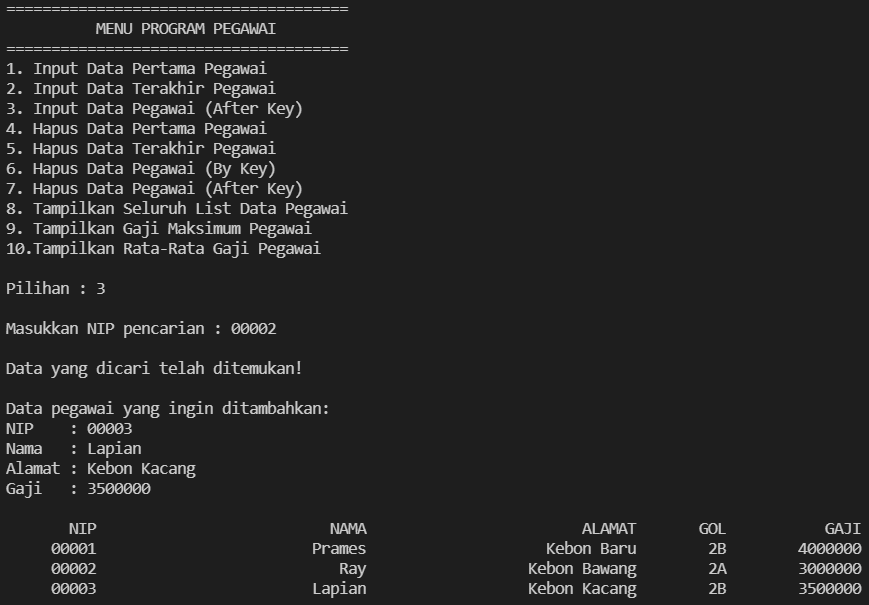 ======================================
MENU PROGRAM PEGAWAI
======================================
1. Input Data Pertama Pegawai
2. Input Data Terakhir Pegawai
3. Input Data Pegawai (After Key)
4. Hapus Data Pertama Pegawai
5. Hapus Data Terakhir Pegawai
6. Hapus Data Pegawai (By Key)
7. Hapus Data Pegawai (After Key)
8. Tampilkan Seluruh List Data Pegawai
9. Tampilkan Gaji Maksimum Pegawai
10.Tampilkan Rata-Rata Gaji Pegawai
Pilihan : 3
Masukkan NIP pencarian : 00002
Data yang dicari telah ditemukan!
Data pegawai yang ingin ditambahkan:
NIP    : 00003
Nama   : Lapian
Alamat : Kebon Kacang
Gaji   : 3500000
NIP NAMA ALAMAT GOL GAJI
00001 Prames Kebon Baru 2B 4000000
00002 Ray Kebon Bawang 2A 3000000
00003 Lapian Kebon Kacang 2B 3500000